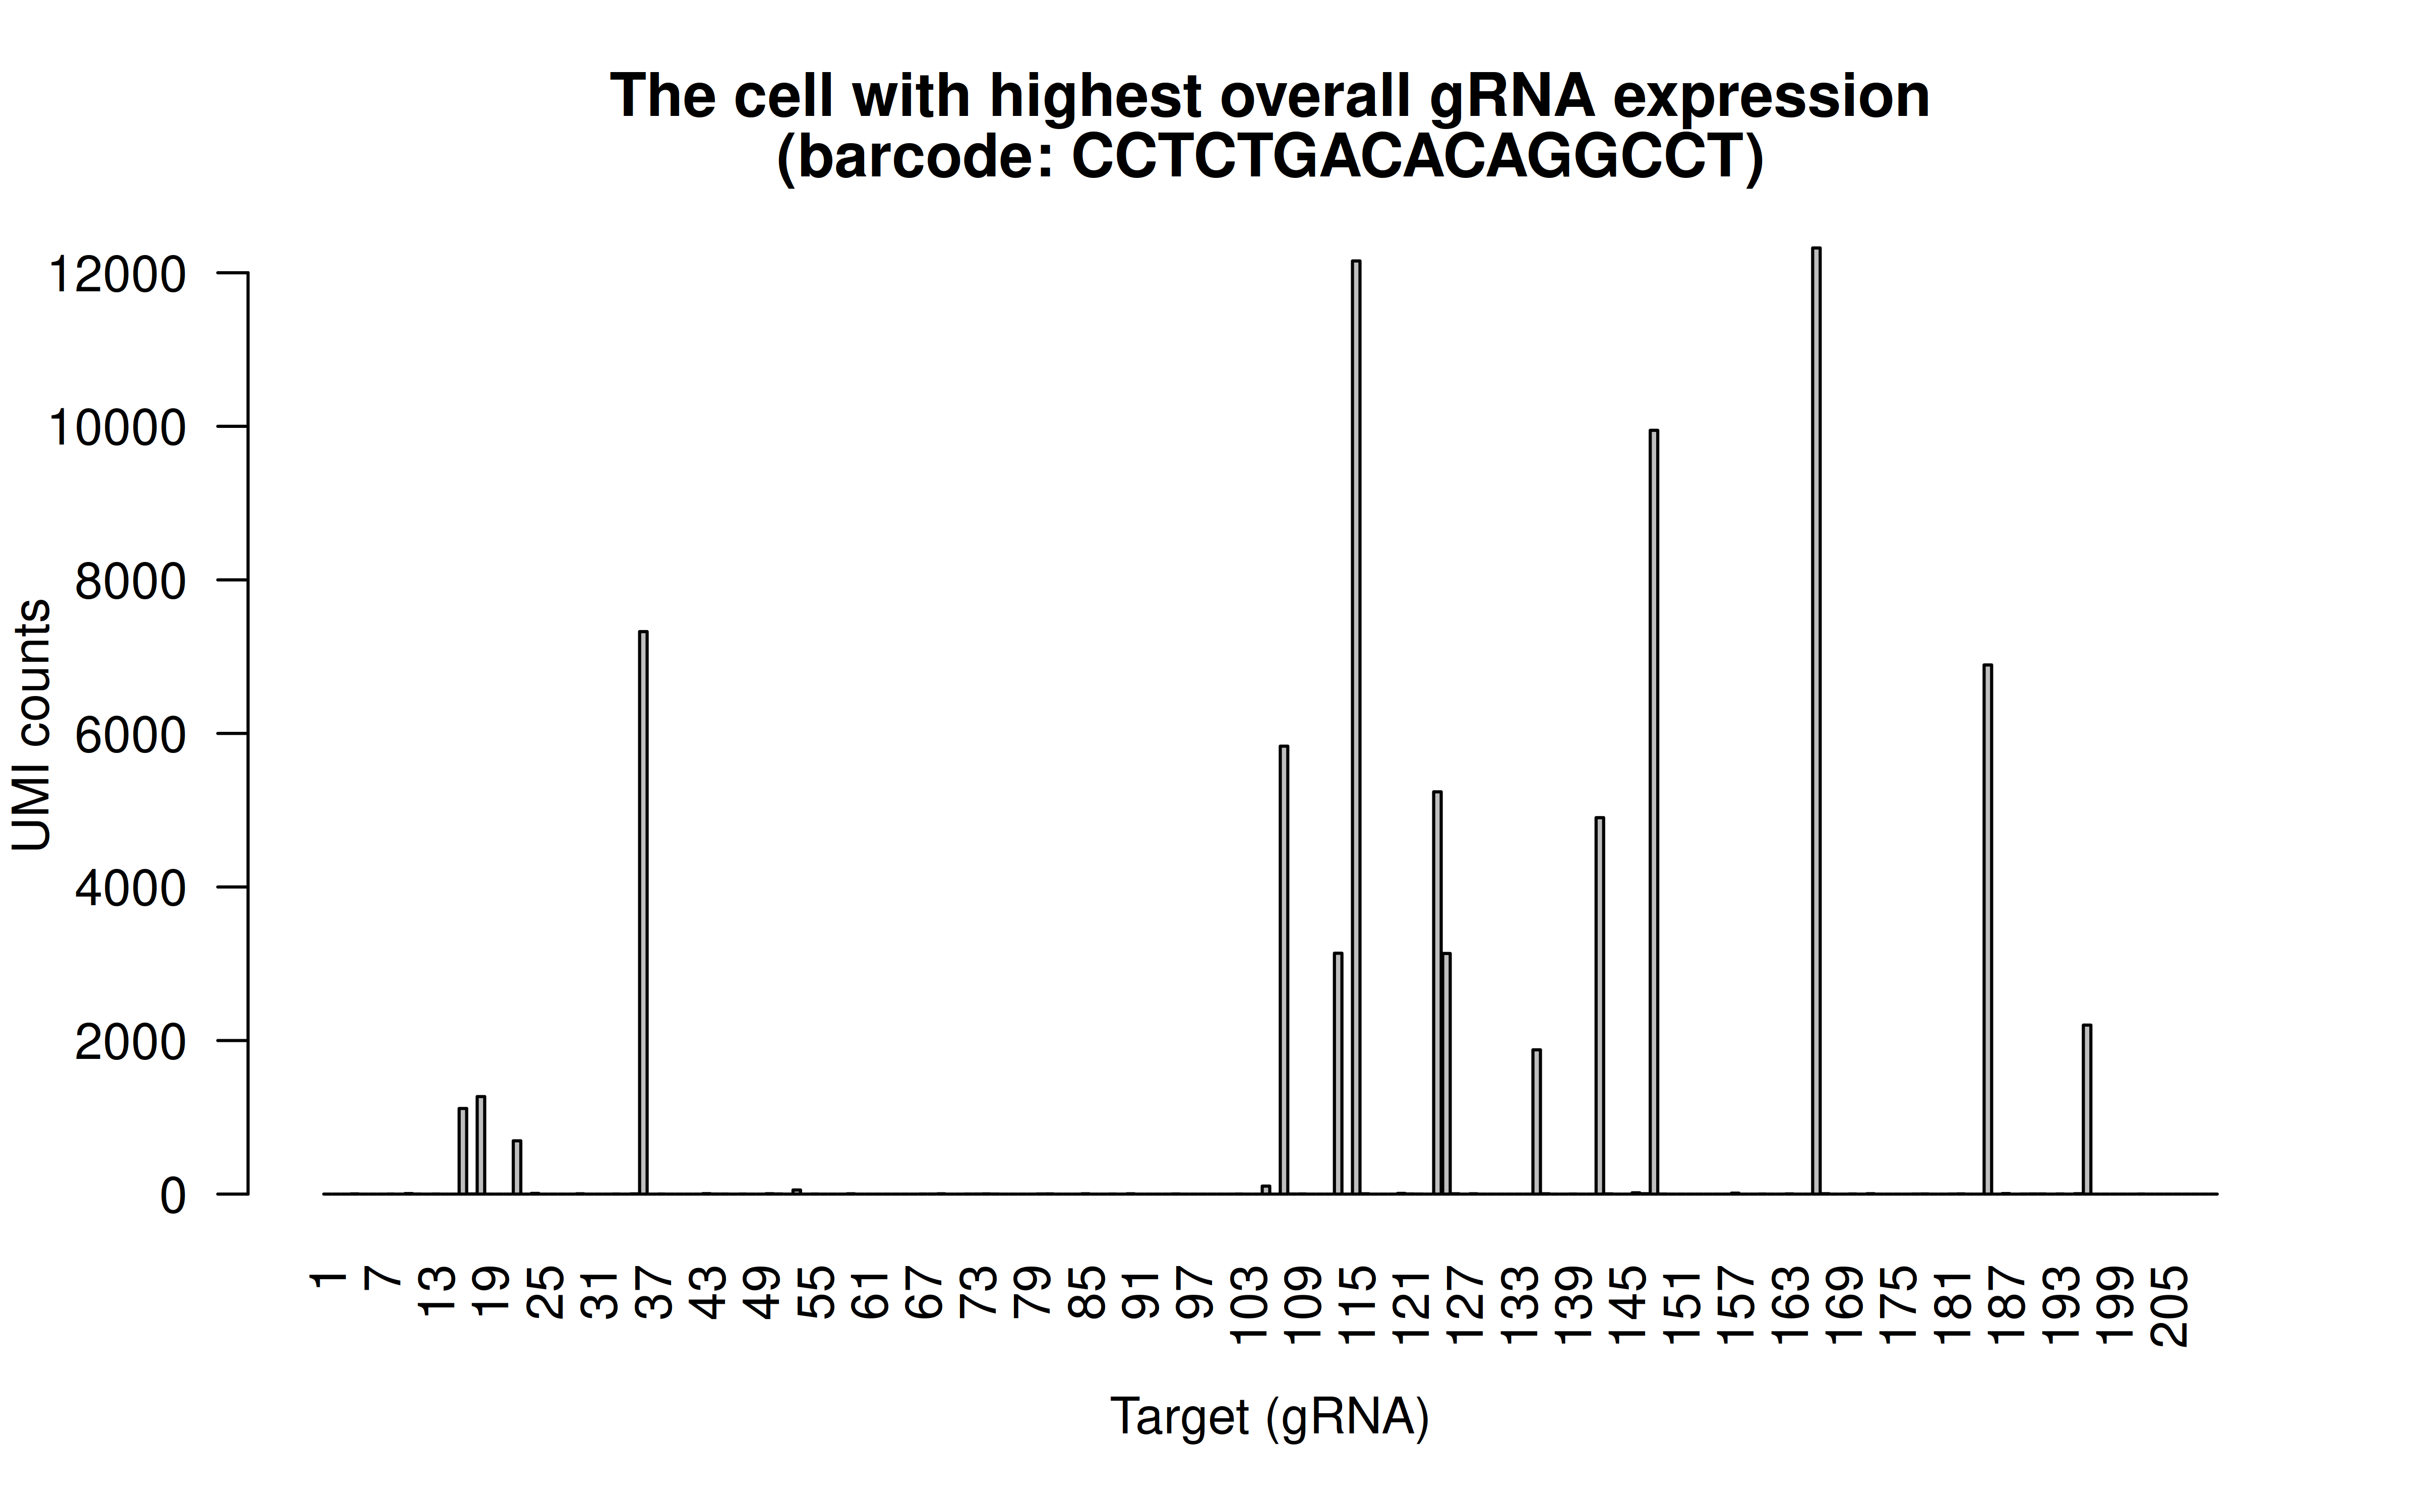 The cell with highest overall gRNA expression
(barcode: CCTCTGACACAGGCCT)
12000
10000
8000
6000
4000
2000
0
UMI counts
1 7 13 19 25 31 37 43 49 55 61 67 73 79 85 91 97 103 109 115 121 127 133 139 145 151 157 163 169 175 181 187 193 199 205
Target (gRNA)